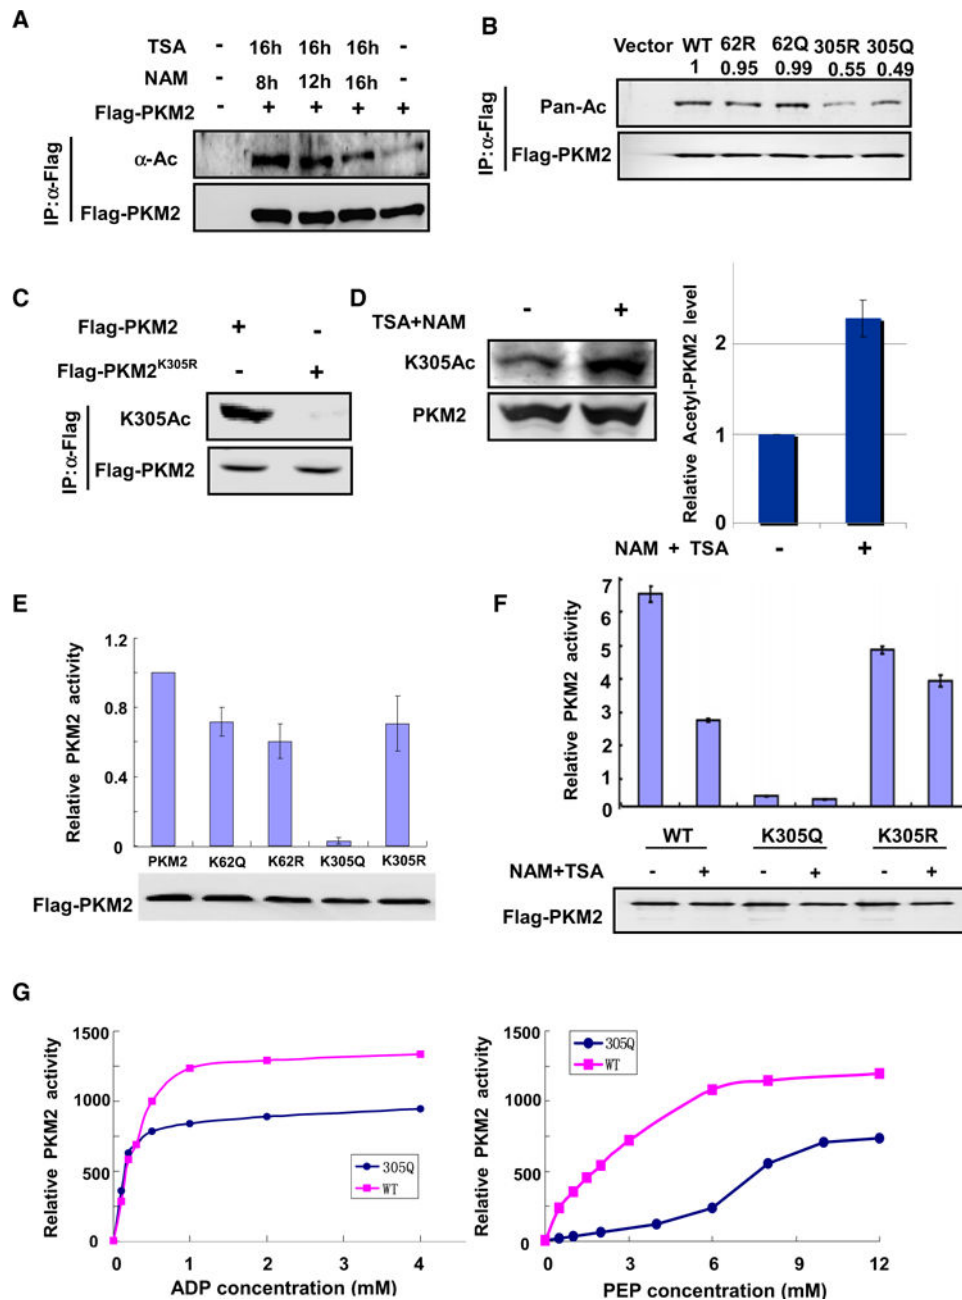 A
TSA - 16h 16h 16h -
NAM - 8h 12h 16h -
Flag-PKM2 - + + + +
IP:α-Flag
α-Ac
Flag-PKM2
B
Vector WT 62R 62Q 305R 305Q
1 0.95 0.99 0.55 0.49
IP:α-Flag
Pan-Ac
Flag-PKM2
C
Flag-PKM2 + -
Flag-PKM2K305R - +
IP:α-Flag
K305Ac
Flag-PKM2
D
TSA+NAM - +
K305Ac
PKM2
Relative Acetyl-PKM2 level
2
1
0
NAM + TSA - +
E
Relative PKM2 activity
1.2
0.8
0.4
0
PKM2 K62Q K62R K305Q K305R
Flag-PKM2
F
Relative PKM2 activity
7
6
5
4
3
2
1
0
WT K305Q K305R
NAM+TSA - + - + - +
Flag-PKM2
G
Relative PKM2 activity
1500
1000
500
0
305Q
WT
0 1 2 3 4
ADP concentration (mM)
Relative PKM2 activity
1500
1000
500
0
305Q
WT
0 3 6 9 12
PEP concentration (mM)